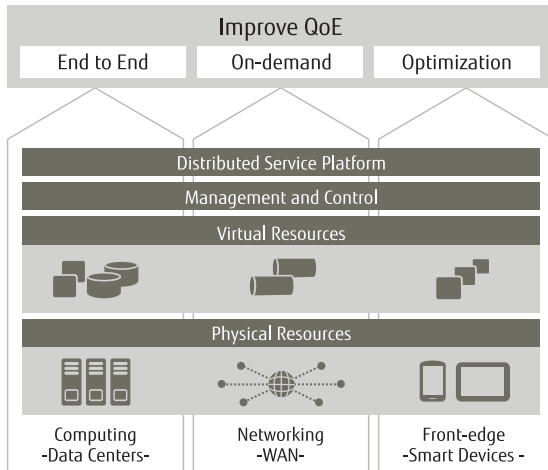 Improve QoE
End to End
On-demand
Optimization
Distributed Service Platform
Management and Control
Virtual Resources
Physical Resources
Computing
-Data Centers-
Networking
-WAN-
Front-edge
-Smart Devices -